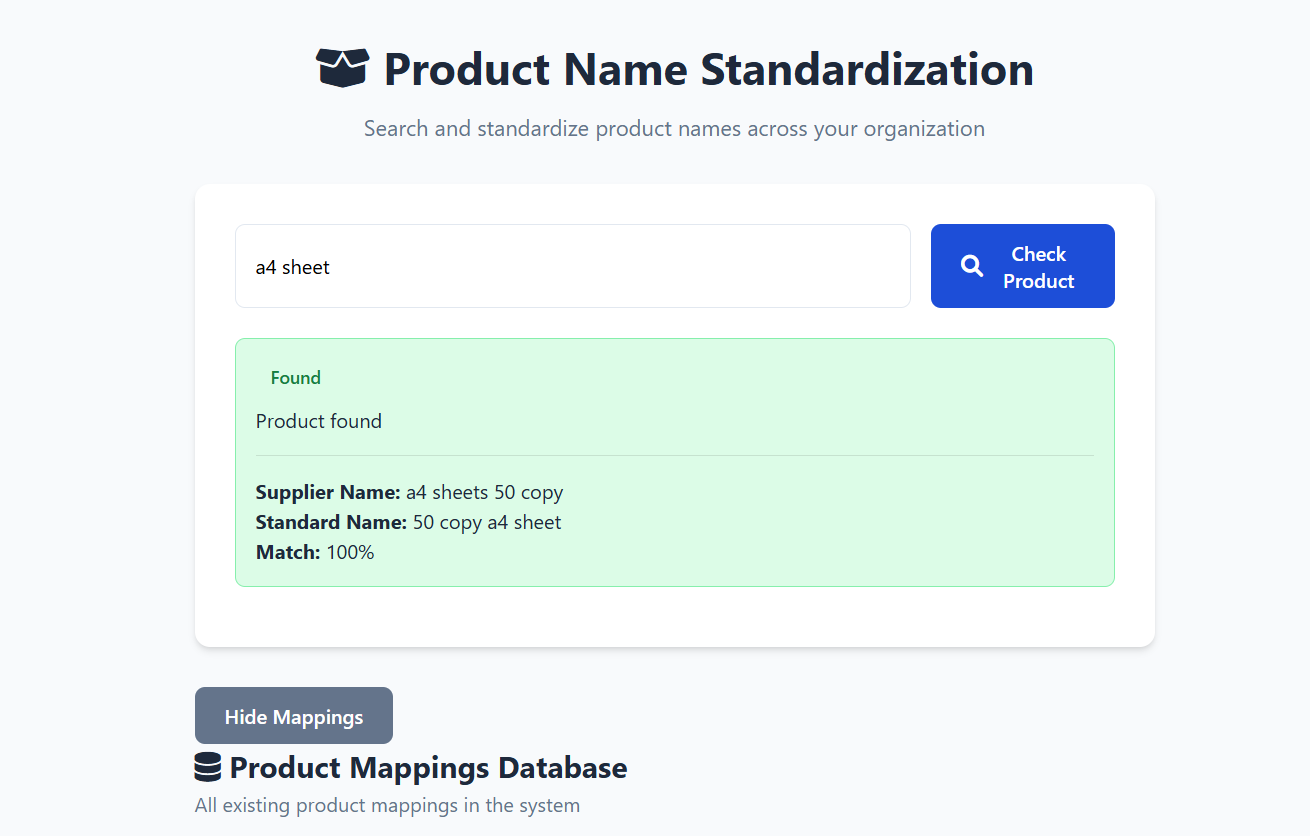 Product Name Standardization
Search and standardize product names across your organization
a4 sheet
Check
Product
Found
Product found
Supplier Name: a4 sheets 50 copy
Standard Name: 50 copy a4 sheet
Match: 100%
Hide Mappings
Product Mappings Database
All existing product mappings in the system